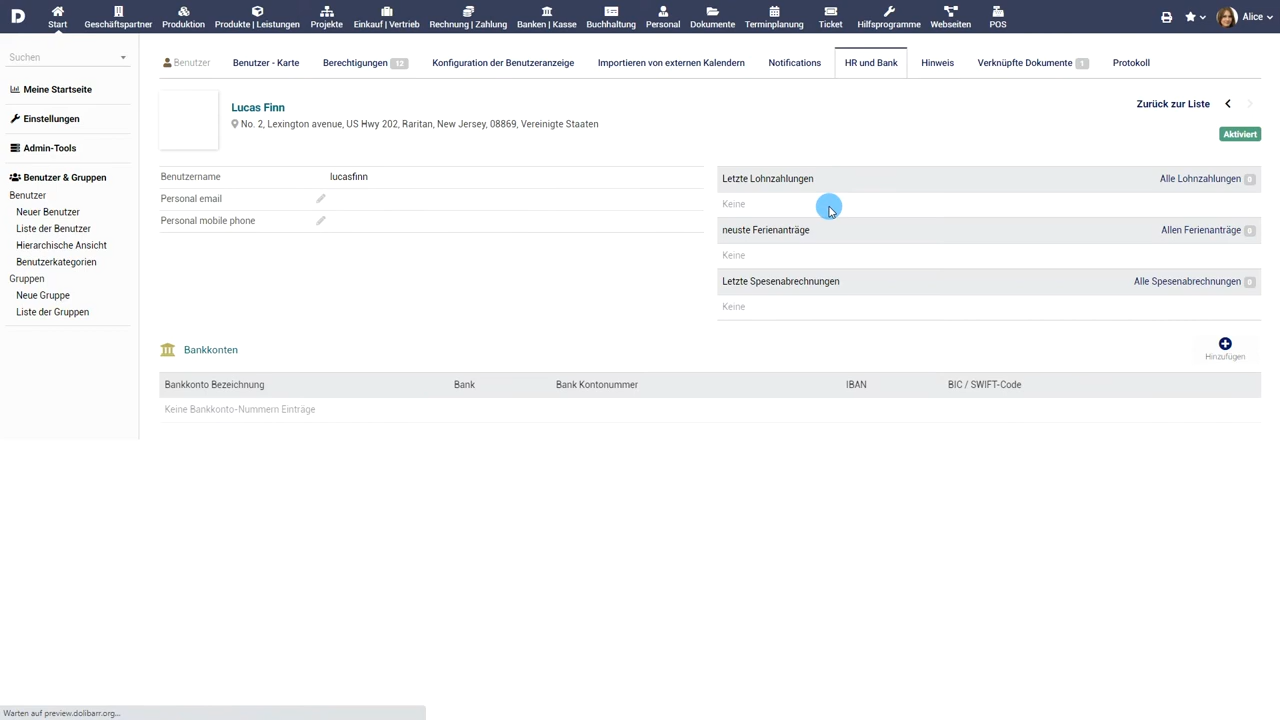 D
Start
Geschäftspartner
Produktion
Produkte | Leistungen
Projekte
Einkauf | Vertrieb
Rechnung | Zahlung
Banken | Kasse
Buchhaltung
Personal
Dokumente
Terminplanung
Ticket
Hilfsprogramme
Webseiten
POS
Alice
Suchen
Meine Startseite
Einstellungen
Admin-Tools
Benutzer & Gruppen
Benutzer
Neuer Benutzer
Liste der Benutzer
Hierarchische Ansicht
Benutzerkategorien
Gruppen
Neue Gruppe
Liste der Gruppen
Benutzer
Benutzer - Karte
Berechtigungen 12
Konfiguration der Benutzeranzeige
Importieren von externen Kalendern
Notifications
HR und Bank
Hinweis
Verknüpfte Dokumente 1
Protokoll
Lucas Finn
No. 2, Lexington avenue, US Hwy 202, Raritan, New Jersey, 08869, Vereinigte Staaten
Zurück zur Liste
Aktiviert
Benutzername lucasfinn
Personal email
Personal mobile phone
Letzte Lohnzahlungen Alle Lohnzahlungen 0
Keine
neuste Ferienanträge Allen Ferienanträge 0
Keine
Letzte Spesenabrechnungen Alle Spesenabrechnungen 0
Keine
Bankkonten
Hinzufügen
Bankkonto Bezeichnung Bank Bank Kontonummer IBAN BIC / SWIFT-Code
Keine Bankkonto-Nummern Einträge
Warten auf preview.dolibarr.org...